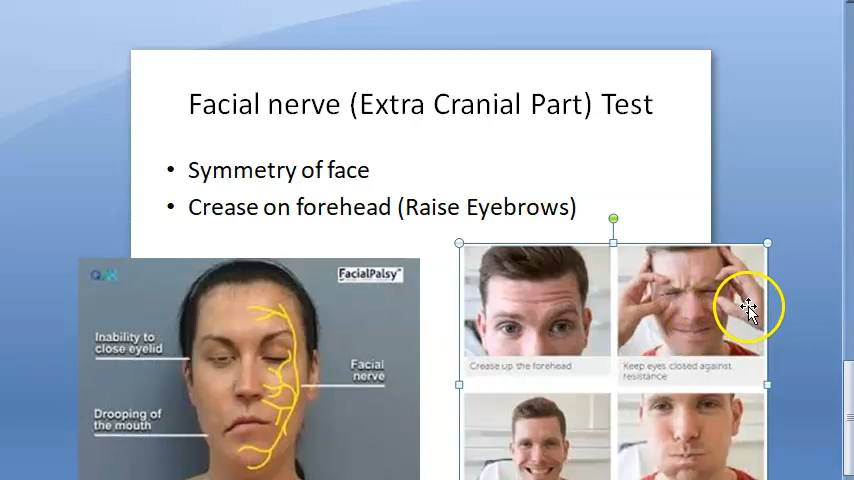 Facial nerve (Extra Cranial Part) Test
• Symmetry of face
• Crease on forehead (Raise Eyebrows)
FacialPalsy
Inability to
close eyelid
Facial
nerve
Drooping of
the mouth
Crease up the forehead
Keep eyes closed against
resistance